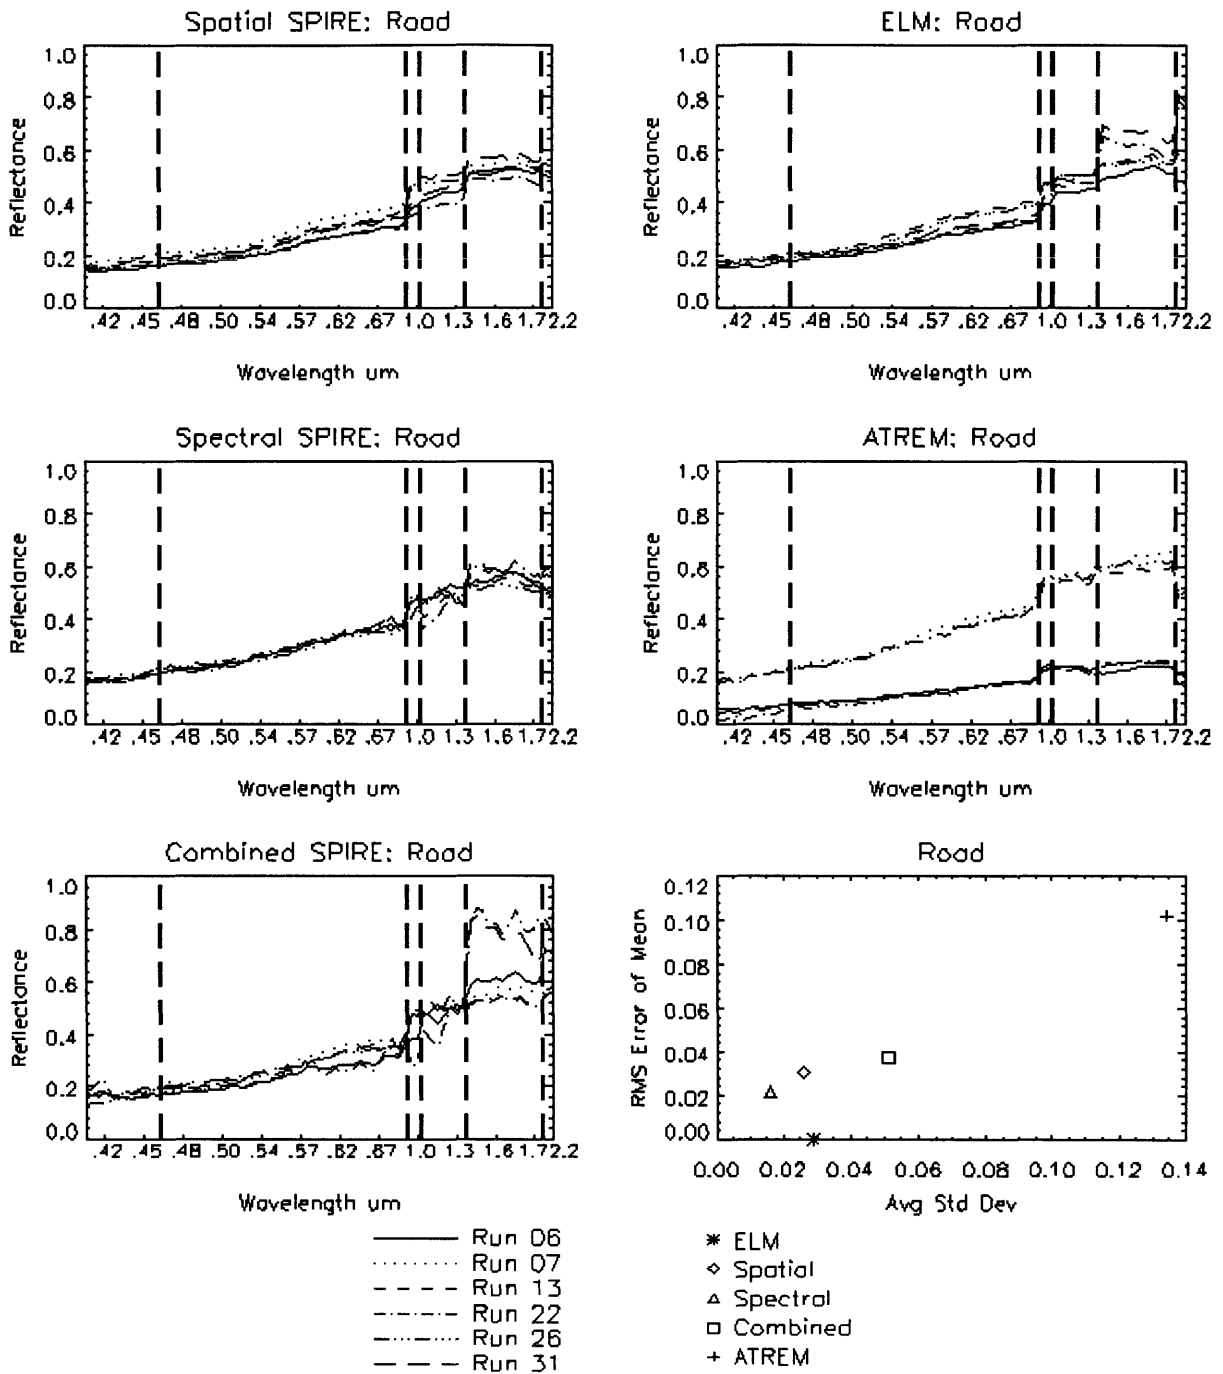 Spatial SPIRE: Road
1.0
0.8
0.6
0.4
0.2
0.0
Reflectance
.42 .45 .48 .50 .54 .57 .62 .67 1.0 1.3 1.6 1.72.2
Wavelength um
ELM: Road
1.0
0.8
0.6
0.4
0.2
0.0
Reflectance
.42 .45 .48 .50 .54 .57 .62 .67 1.0 1.3 1.6 1.72.2
Wavelength um
Spectral SPIRE: Road
1.0
0.8
0.6
0.4
0.2
0.0
Reflectance
.42 .45 .48 .50 .54 .57 .62 .67 1.0 1.3 1.6 1.72.2
Wavelength um
ATREM: Road
1.0
0.8
0.6
0.4
0.2
0.0
Reflectance
.42 .45 .48 .50 .54 .57 .62 .67 1.0 1.3 1.6 1.72.2
Wavelength um
Combined SPIRE: Road
1.0
0.8
0.6
0.4
0.2
0.0
Reflectance
.42 .45 .48 .50 .54 .57 .62 .67 1.0 1.3 1.6 1.72.2
Wavelength um
Run 06
Run 07
Run 13
Run 22
Run 26
Run 31
Road
0.12
0.10
0.08
0.06
0.04
0.02
0.00
RMS Error of Mean
0.00 0.02 0.04 0.06 0.08 0.10 0.12 0.14
Avg Std Dev
ELM
Spatial
Spectral
Combined
ATREM